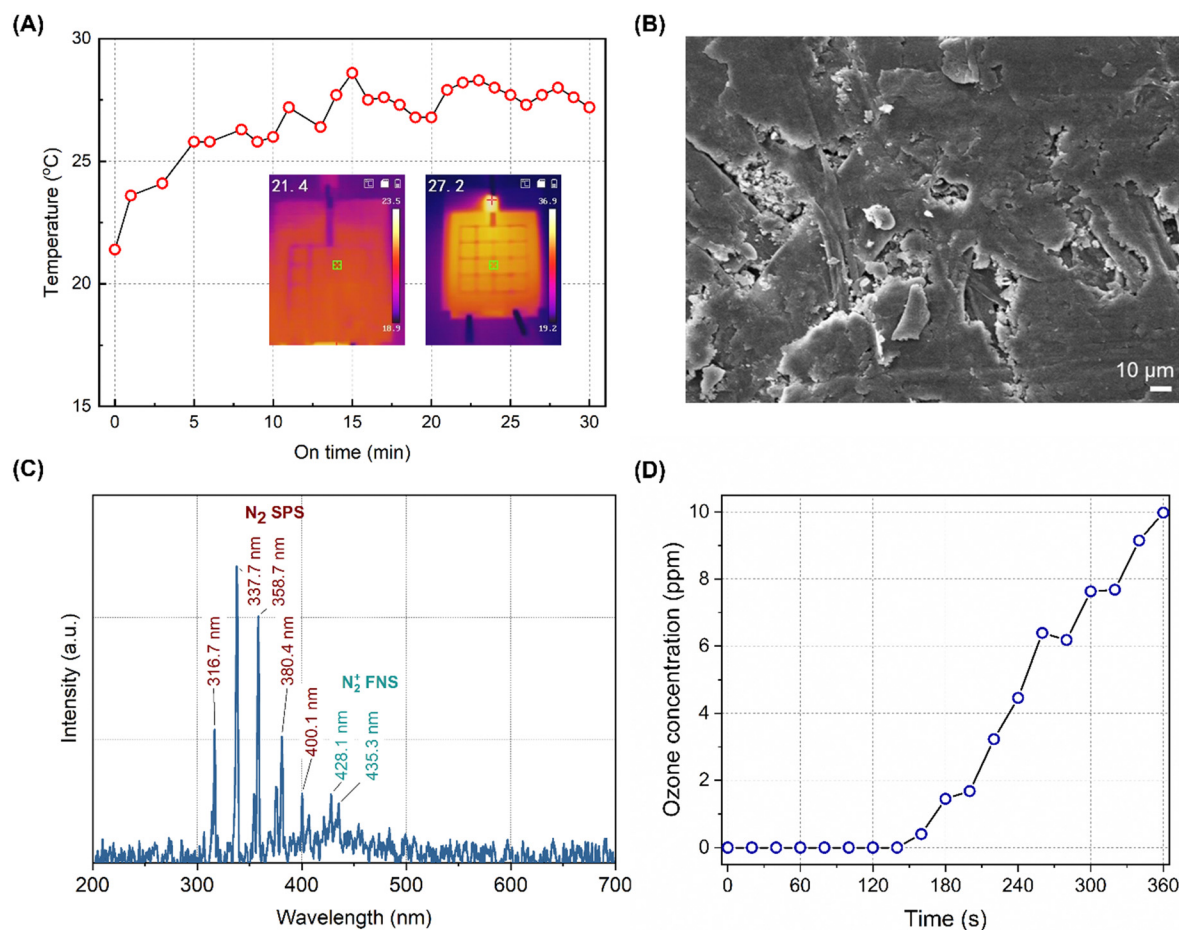 (A)
30
25
20
15
Temperature (ºC)
0 5 10 15 20 25 30
On time (min)
21.4
23.5
18.9
27.2
36.9
19.2
(B)
10 µm
(C)
N₂ SPS
316.7 nm
337.7 nm
358.7 nm
380.4 nm
400.1 nm
N₂⁺ FNS
428.1 nm
435.3 nm
Intensity (a.u.)
200 300 400 500 600 700
Wavelength (nm)
(D)
10
8
6
4
2
0
Ozone concentration (ppm)
0 60 120 180 240 300 360
Time (s)